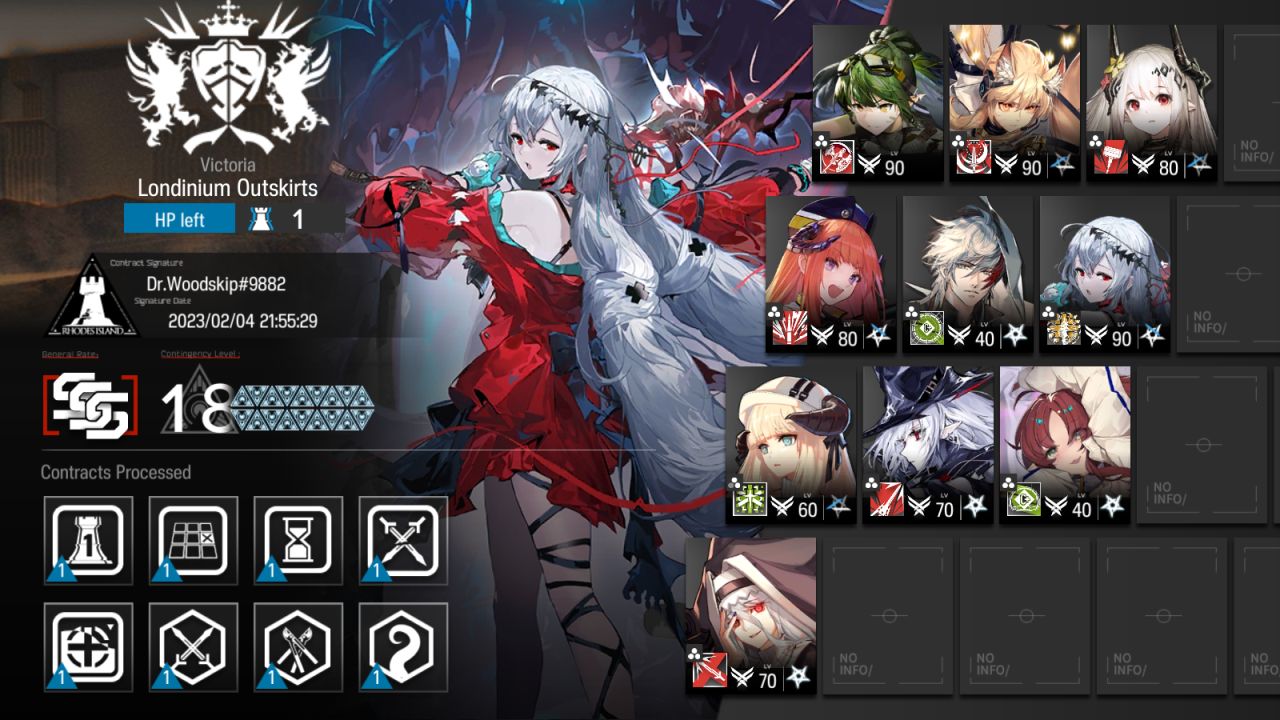 Victoria
Londinium Outskirts
HP left 1
Contract Signature
Dr.Woodskip#9882
Signature Date
2023/02/04 21:55:29
RHODES ISLAND
General Rate:
Contingency Level :
18
Contracts Processed
1
1 1 1 1
1 1 1 1
LV 90
LV 90
LV 80
NO INFO/
LV 80
LV 40
LV 90
NO INFO/
LV 60
LV 70
LV 40
NO INFO/
LV 70
NO INFO/
NO INFO/
NO INFO/
NO INFO